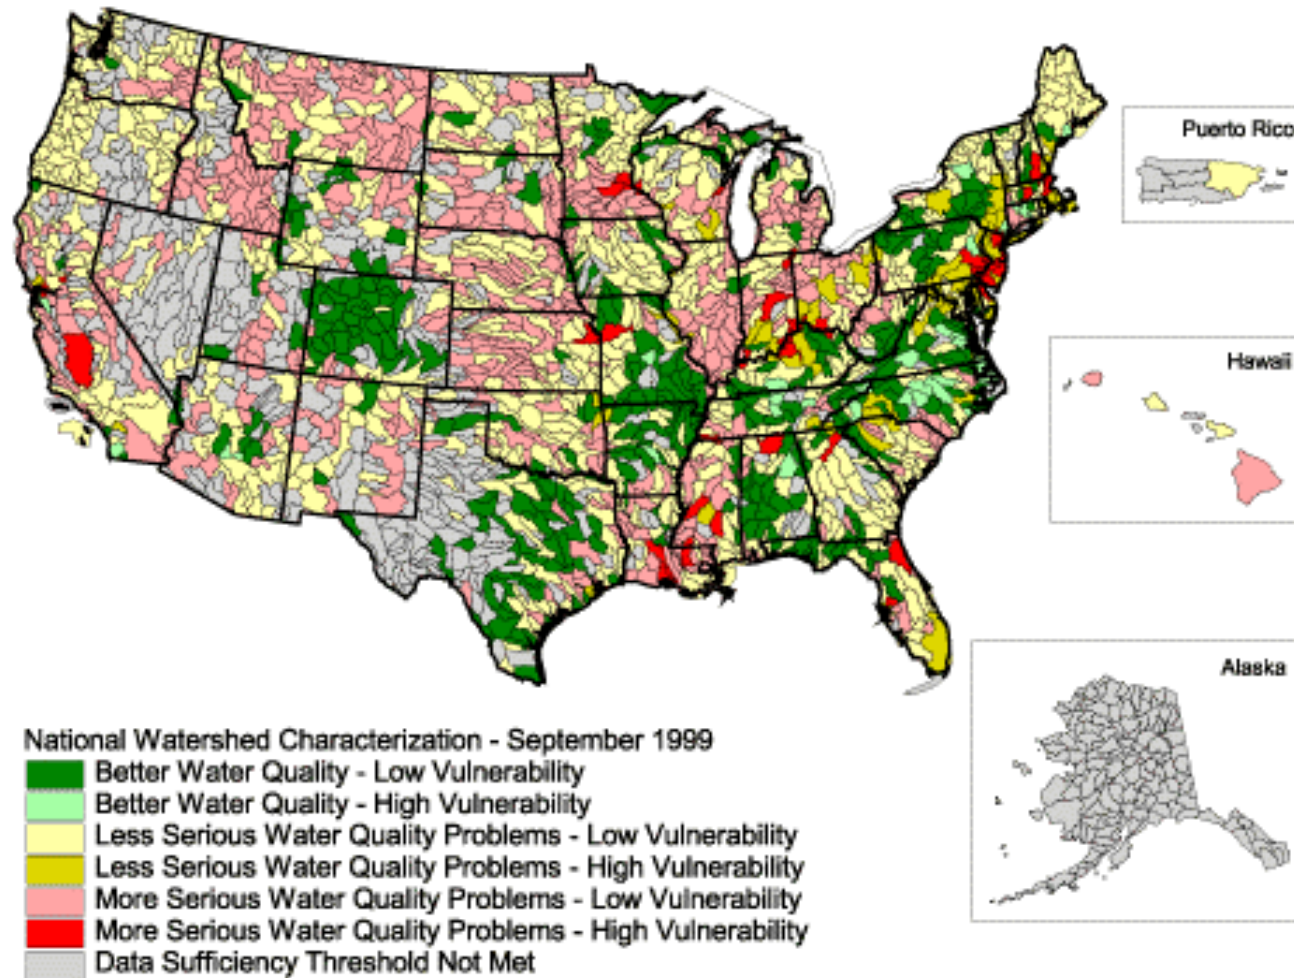 Puerto Rico
Hawaii
Alaska
National Watershed Characterization - September 1999
Better Water Quality - Low Vulnerability
Better Water Quality - High Vulnerability
Less Serious Water Quality Problems - Low Vulnerability
Less Serious Water Quality Problems - High Vulnerability
More Serious Water Quality Problems - Low Vulnerability
More Serious Water Quality Problems - High Vulnerability
Data Sufficiency Threshold Not Met